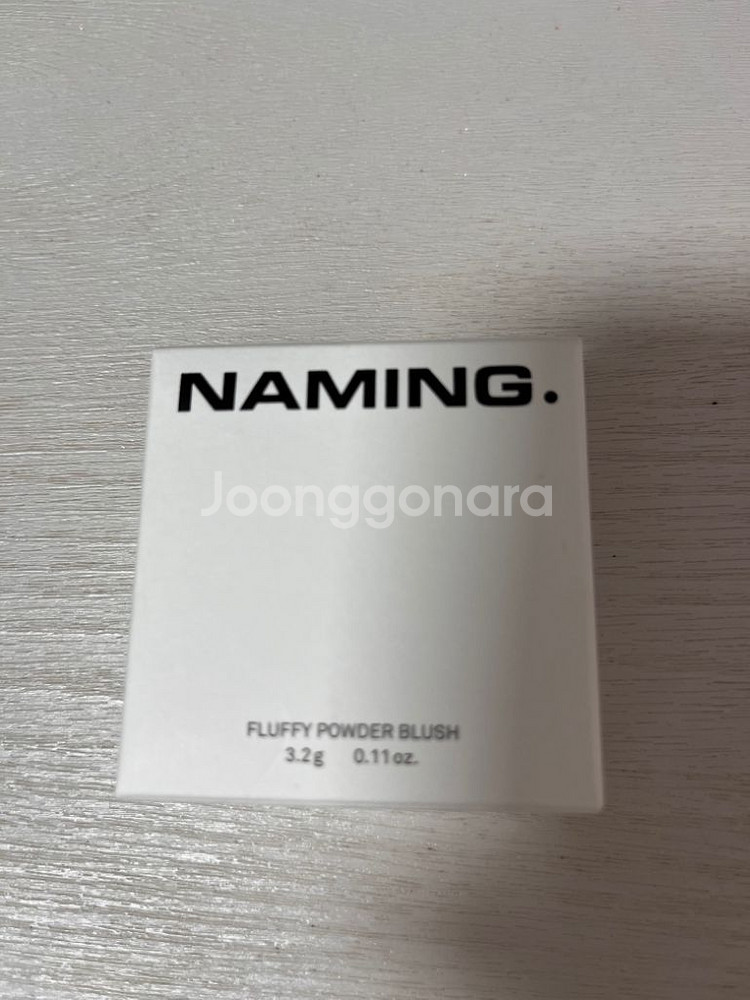 NAMING.
Joonggonara
FLUFFY POWDER BLUSH
3.2g 0.11oz.